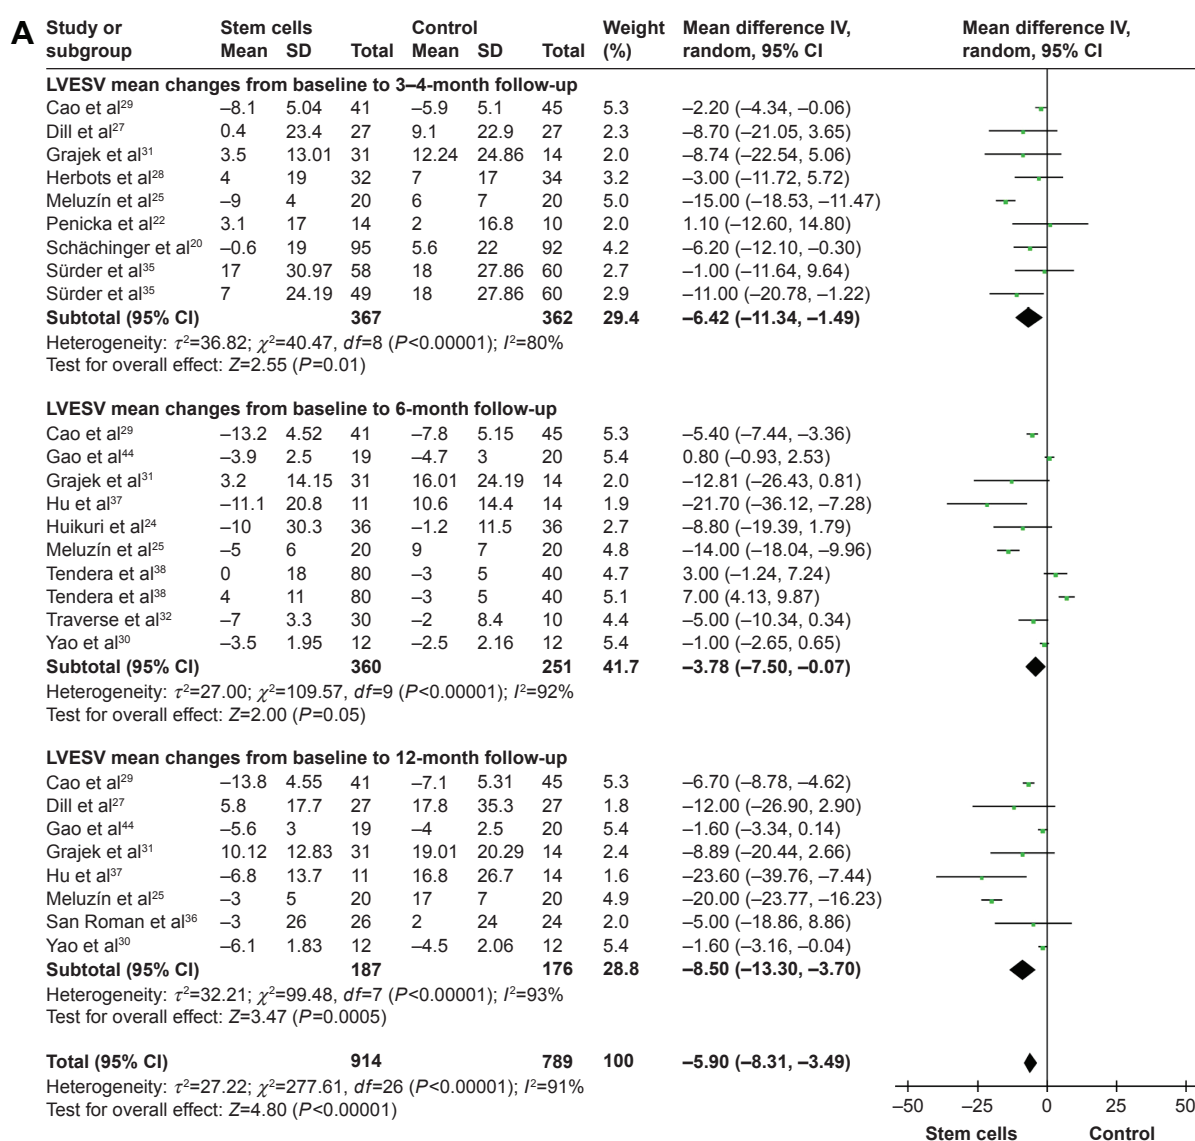 A
Study or subgroup Stem cells Mean SD Total Control Mean SD Total Weight (%) Mean difference IV, random, 95% CI Mean difference IV, random, 95% CI
LVESV mean changes from baseline to 3–4-month follow-up
Cao et al29 –8.1 5.04 41 –5.9 5.1 45 5.3 –2.20 (–4.34, –0.06)
Dill et al27 0.4 23.4 27 9.1 22.9 27 2.3 –8.70 (–21.05, 3.65)
Grajek et al31 3.5 13.01 31 12.24 24.86 14 2.0 –8.74 (–22.54, 5.06)
Herbots et al28 4 19 32 7 17 34 3.2 –3.00 (–11.72, 5.72)
Meluzín et al25 –9 4 20 6 7 20 5.0 –15.00 (–18.53, –11.47)
Penicka et al22 3.1 17 14 2 16.8 10 2.0 1.10 (–12.60, 14.80)
Schächinger et al20 –0.6 19 95 5.6 22 92 4.2 –6.20 (–12.10, –0.30)
Sürder et al35 17 30.97 58 18 27.86 60 2.7 –1.00 (–11.64, 9.64)
Sürder et al35 7 24.19 49 18 27.86 60 2.9 –11.00 (–20.78, –1.22)
Subtotal (95% CI) 367 362 29.4 –6.42 (–11.34, –1.49)
Heterogeneity: τ²=36.82; χ²=40.47, df=8 (P<0.00001); I²=80%
Test for overall effect: Z=2.55 (P=0.01)
LVESV mean changes from baseline to 6-month follow-up
Cao et al29 –13.2 4.52 41 –7.8 5.15 45 5.3 –5.40 (–7.44, –3.36)
Gao et al44 –3.9 2.5 19 –4.7 3 20 5.4 0.80 (–0.93, 2.53)
Grajek et al31 3.2 14.15 31 16.01 24.19 14 2.0 –12.81 (–26.43, 0.81)
Hu et al37 –11.1 20.8 11 10.6 14.4 14 1.9 –21.70 (–36.12, –7.28)
Huikuri et al24 –10 30.3 36 –1.2 11.5 36 2.7 –8.80 (–19.39, 1.79)
Meluzín et al25 –5 6 20 9 7 20 4.8 –14.00 (–18.04, –9.96)
Tendera et al38 0 18 80 –3 5 40 4.7 3.00 (–1.24, 7.24)
Tendera et al38 4 11 80 –3 5 40 5.1 7.00 (4.13, 9.87)
Traverse et al32 –7 3.3 30 –2 8.4 10 4.4 –5.00 (–10.34, 0.34)
Yao et al30 –3.5 1.95 12 –2.5 2.16 12 5.4 –1.00 (–2.65, 0.65)
Subtotal (95% CI) 360 251 41.7 –3.78 (–7.50, –0.07)
Heterogeneity: τ²=27.00; χ²=109.57, df=9 (P<0.00001); I²=92%
Test for overall effect: Z=2.00 (P=0.05)
LVESV mean changes from baseline to 12-month follow-up
Cao et al29 –13.8 4.55 41 –7.1 5.31 45 5.3 –6.70 (–8.78, –4.62)
Dill et al27 5.8 17.7 27 17.8 35.3 27 1.8 –12.00 (–26.90, 2.90)
Gao et al44 –5.6 3 19 –4 2.5 20 5.4 –1.60 (–3.34, 0.14)
Grajek et al31 10.12 12.83 31 19.01 20.29 14 2.4 –8.89 (–20.44, 2.66)
Hu et al37 –6.8 13.7 11 16.8 26.7 14 1.6 –23.60 (–39.76, –7.44)
Meluzín et al25 –3 5 20 17 7 20 4.9 –20.00 (–23.77, –16.23)
San Roman et al36 –3 26 26 2 24 24 2.0 –5.00 (–18.86, 8.86)
Yao et al30 –6.1 1.83 12 –4.5 2.06 12 5.4 –1.60 (–3.16, –0.04)
Subtotal (95% CI) 187 176 28.8 –8.50 (–13.30, –3.70)
Heterogeneity: τ²=32.21; χ²=99.48, df=7 (P<0.00001); I²=93%
Test for overall effect: Z=3.47 (P=0.0005)
Total (95% CI) 914 789 100 –5.90 (–8.31, –3.49)
Heterogeneity: τ²=27.22; χ²=277.61, df=26 (P<0.00001); I²=91%
Test for overall effect: Z=4.80 (P<0.00001)
–50 –25 0 25 50
Stem cells Control